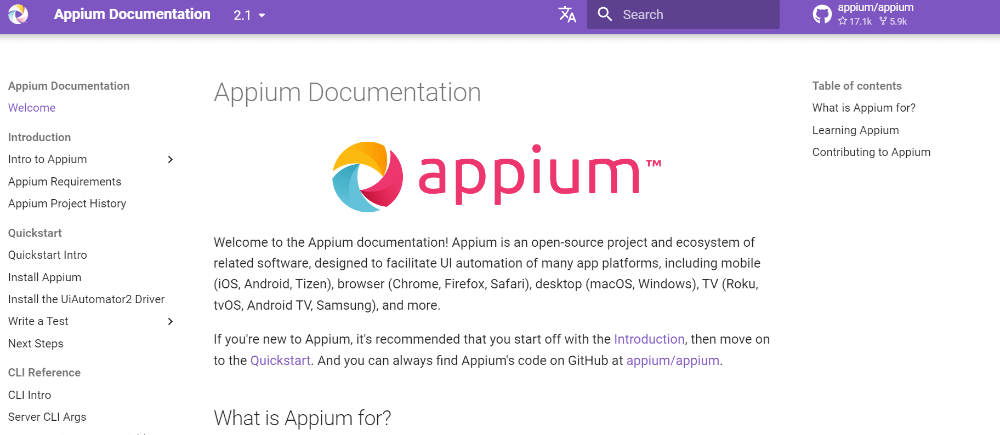 Appium Documentation
2.1
Search
appium/appium
17.1k 5.9k
Appium Documentation
Welcome
Introduction
Intro to Appium
Appium Requirements
Appium Project History
Quickstart
Quickstart Intro
Install Appium
Install the UiAutomator2 Driver
Write a Test
Next Steps
CLI Reference
CLI Intro
Server CLI Args
Appium Documentation
appium™
Welcome to the Appium documentation! Appium is an open-source project and ecosystem of
related software, designed to facilitate UI automation of many app platforms, including mobile
(iOS, Android, Tizen), browser (Chrome, Firefox, Safari), desktop (macOS, Windows), TV (Roku,
tvOS, Android TV, Samsung), and more.
If you're new to Appium, it's recommended that you start off with the Introduction, then move on
to the Quickstart. And you can always find Appium's code on GitHub at appium/appium.
What is Appium for?
Table of contents
What is Appium for?
Learning Appium
Contributing to Appium